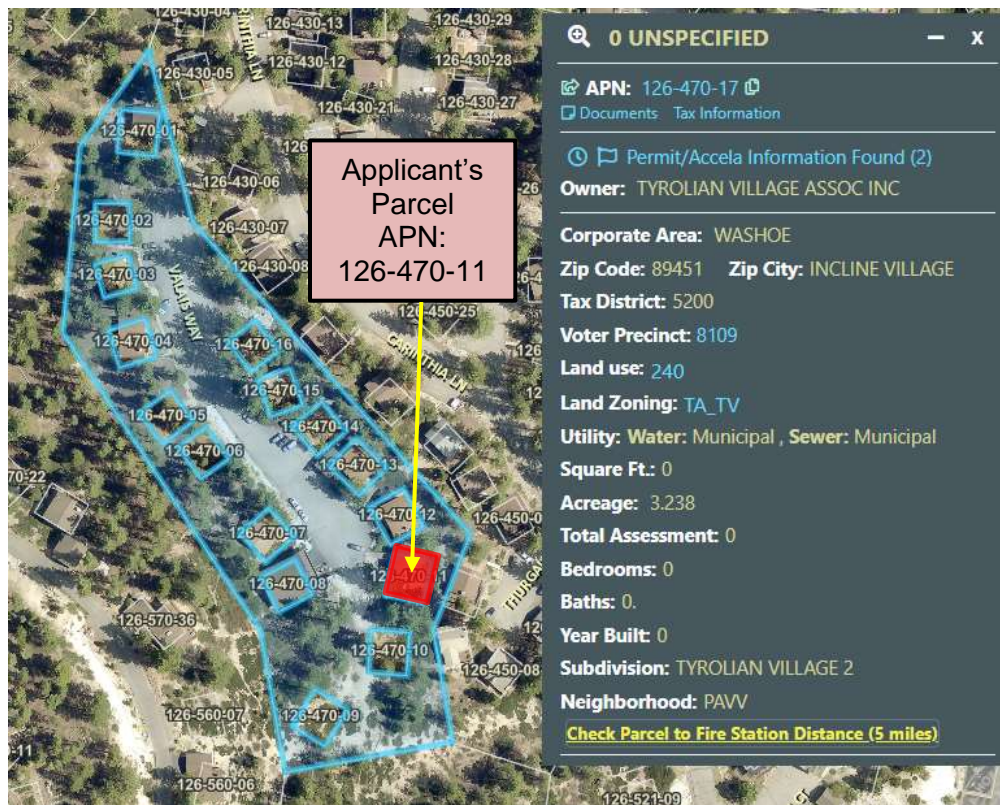 126-430-04
126-430-13
126-430-29
CARINTHIA LN
126-430-05
126-430-12
126-430-28
126-430-21
126-430-27
126-470-01
Applicant's
Parcel
APN:
126-470-11
126-430-06
126-470-02
126-430-07
126-470-03
126-430-08
VALAIS WAY
126-450-25
126-470-04
126-470-16
CARINTHIA LN
126-470-15
126-470-05
126-470-14
126-470-06
126-470-13
126-470-12
126-470-07
126-470-08
126-570-36
126-470-10
126-450-08
126-560-07
126-470-09
126-560-06
126-521-09
0 UNSPECIFIED
– X
APN: 126-470-17
Documents Tax Information
Permit/Accela Information Found (2)
Owner: TYROLIAN VILLAGE ASSOC INC
Corporate Area: WASHOE
Zip Code: 89451 Zip City: INCLINE VILLAGE
Tax District: 5200
Voter Precinct: 8109
Land use: 240
Land Zoning: TA_TV
Utility: Water: Municipal , Sewer: Municipal
Square Ft.: 0
Acreage: 3.238
Total Assessment: 0
Bedrooms: 0
Baths: 0.
Year Built: 0
Subdivision: TYROLIAN VILLAGE 2
Neighborhood: PAVV
Check Parcel to Fire Station Distance (5 miles)